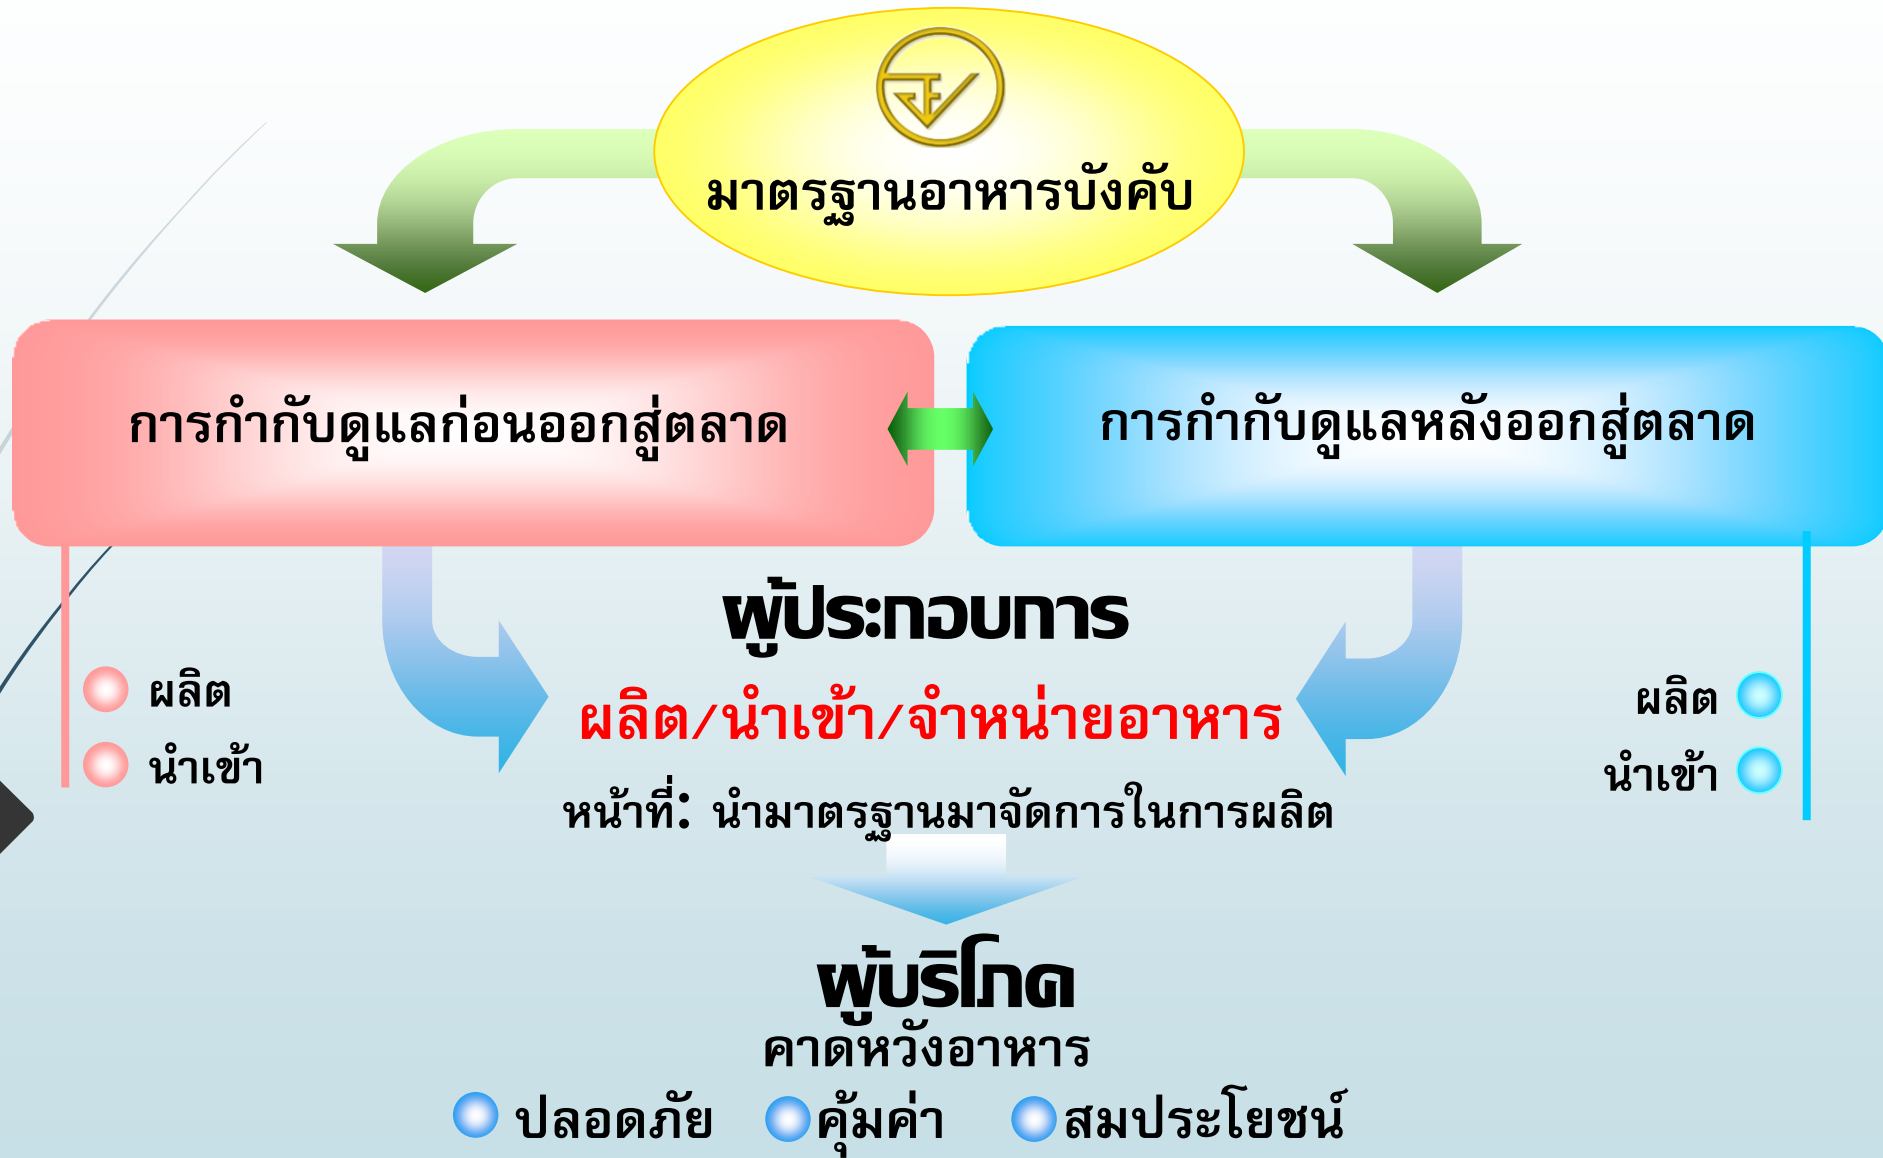 มาตรฐานอาหารบังคับ
การกำกับดูแลก่อนออกสู่ตลาด
การกำกับดูแลหลังออกสู่ตลาด
ผู้ประกอบการ
ผลิต/นำเข้า/จำหน่ายอาหาร
หน้าที่: นำมาตรฐานมาจัดการในการผลิต
ผลิต
นำเข้า
ผลิต
นำเข้า
ผู้บริโภค
คาดหวังอาหาร
ปลอดภัย คุ้มค่า สมประโยชน์